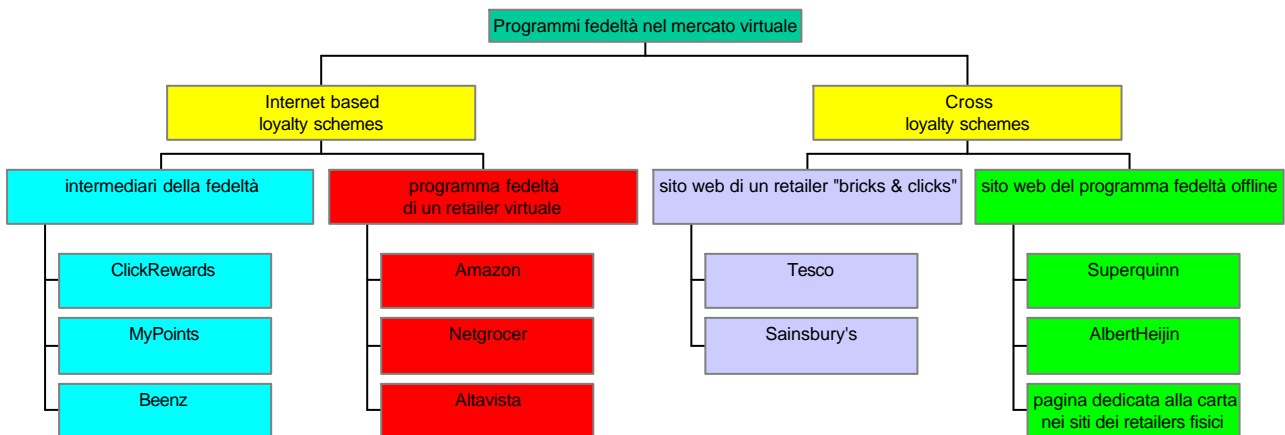 Programmi fedeltà nel mercato virtuale
Internet based
loyalty schemes
Cross
loyalty schemes
intermediari della fedeltà
programma fedeltà
di un retailer virtuale
sito web di un retailer "bricks & clicks"
sito web del programma fedeltà offline
ClickRewards
Amazon
Tesco
Superquinn
MyPoints
Netgrocer
Sainsbury's
AlbertHeijin
Beenz
Altavista
pagina dedicata alla carta
nei siti dei retailers fisici